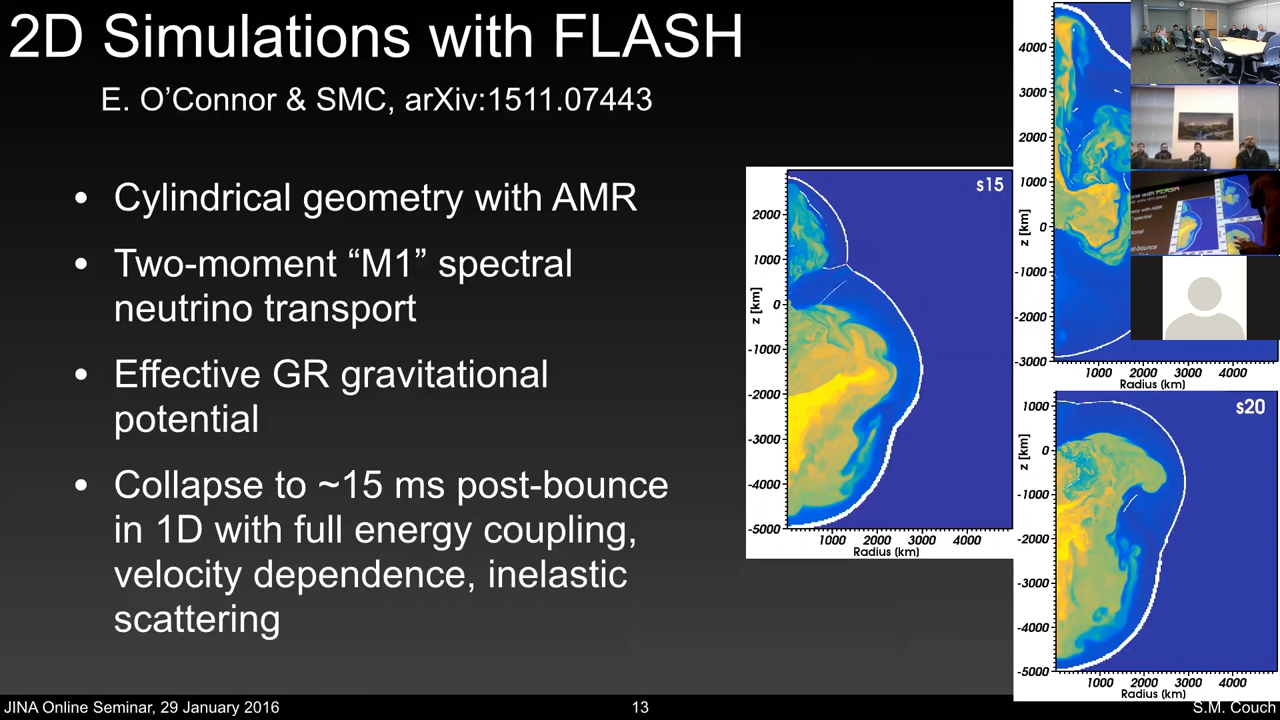 2D Simulations with FLASH
E. O'Connor & SMC, arXiv:1511.07443
• Cylindrical geometry with AMR
• Two-moment “M1” spectral
neutrino transport
• Effective GR gravitational
potential
• Collapse to ~15 ms post-bounce
in 1D with full energy coupling,
velocity dependence, inelastic
scattering
s15
2000
1000
0
-1000
-2000
-3000
-4000
-5000
z [km]
1000 2000 3000 4000
Radius [km]
4000
3000
2000
1000
0
-1000
-2000
-3000
z [km]
1000 2000 3000 4000
Radius [km]
s20
1000
0
-1000
-2000
-3000
-4000
-5000
z [km]
1000 2000 3000 4000
Radius [km]
JINA Online Seminar, 29 January 2016
13
S.M. Couch